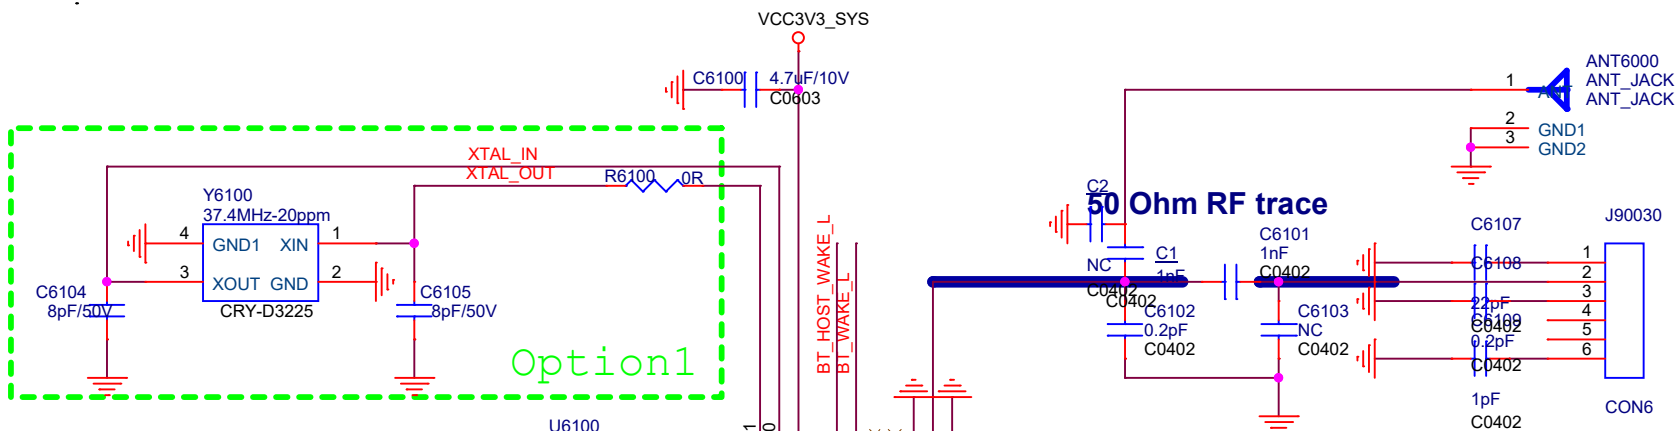 VCC3V3_SYS
C6100
4.7uF/10V
C0603
ANT6000
ANT_JACK
ANT_JACK
1
ANT
2
GND1
3
GND2
XTAL_IN
XTAL_OUT
R6100
0R
Y6100
37.4MHz-20ppm
4
GND1
XIN
1
3
XOUT
GND
2
CRY-D3225
C6104
8pF/50V
C6105
8pF/50V
Option1
U6100
BT_HOST_WAKE_L
BT_WAKE_L
C2
50 Ohm RF trace
NC
C0402
C1
1nF
C0402
C6101
1nF
C0402
C6102
0.2pF
C0402
C6103
NC
C0402
C6107
C6108
22pF
C0402
C6109
0.2pF
C0402
1pF
C0402
J90030
1
2
3
4
5
6
CON6